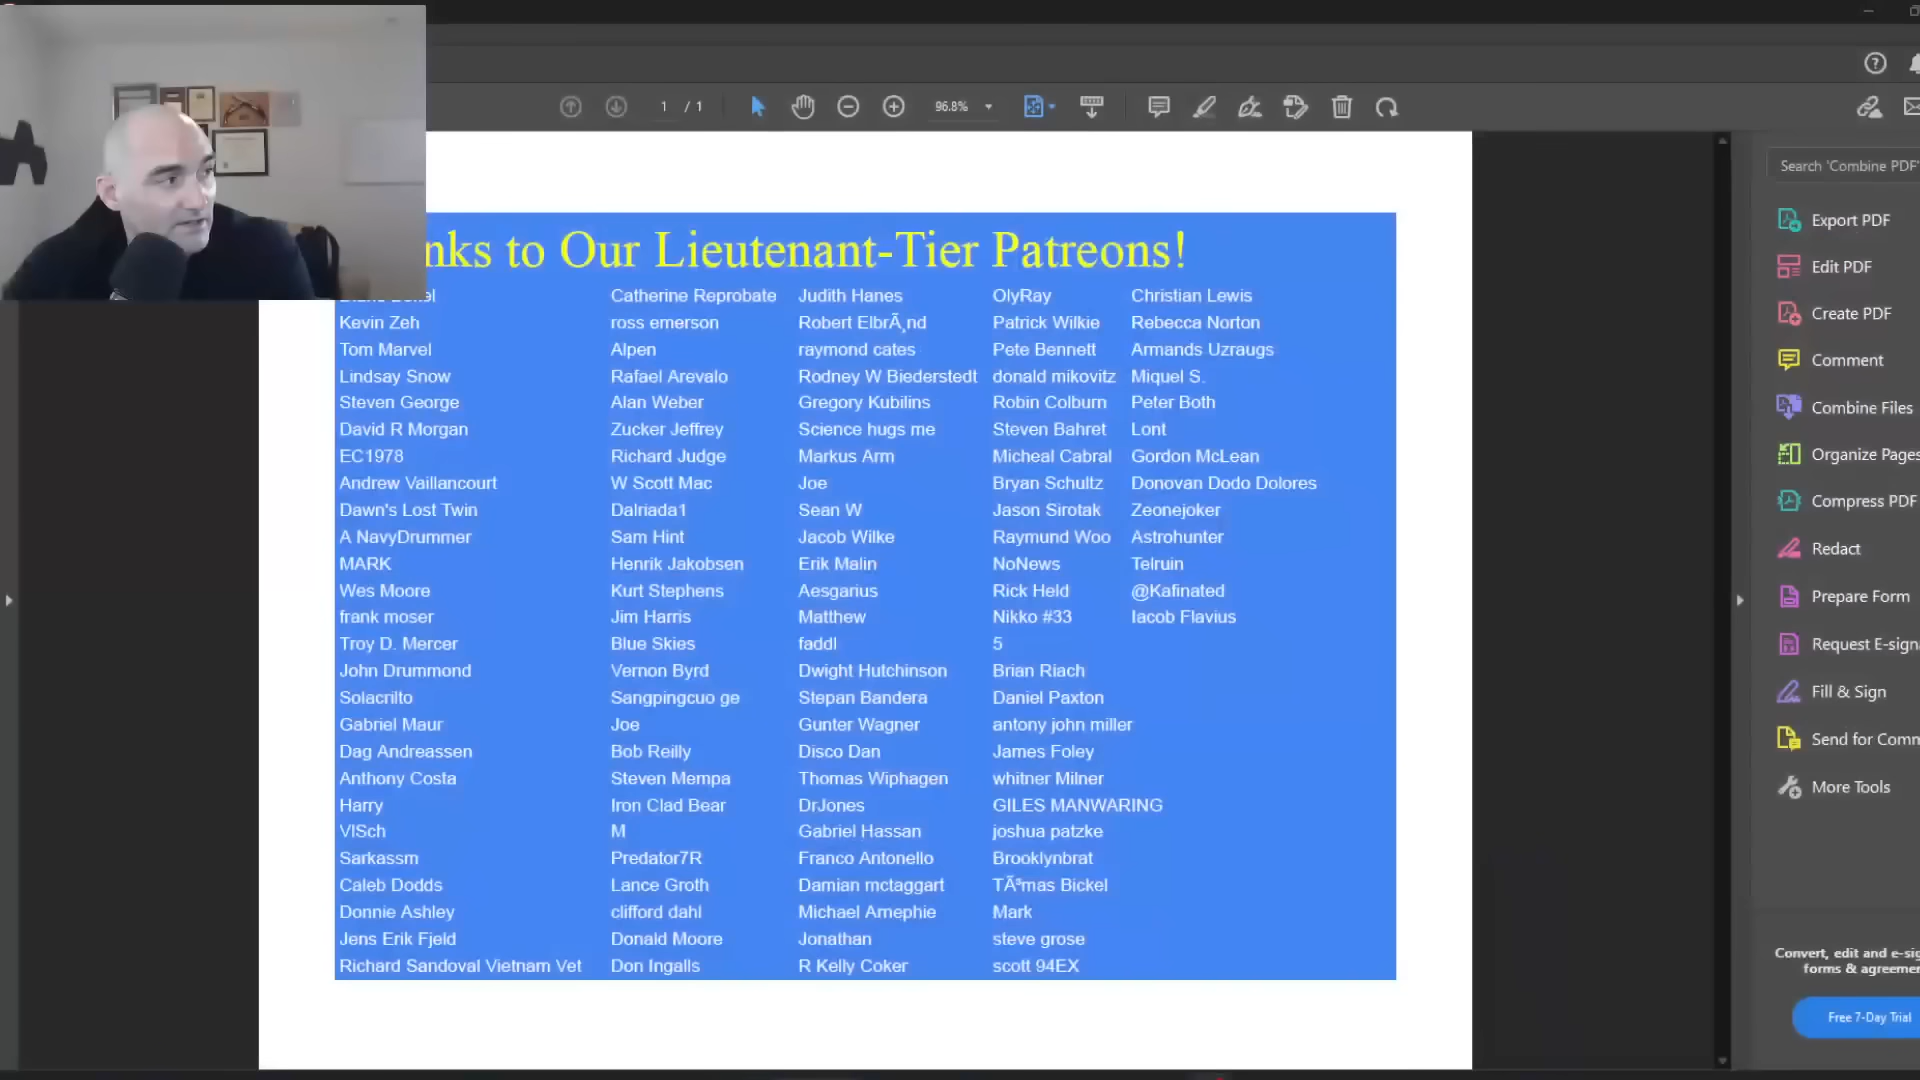 1 / 1
96.8%
Search 'Combine PDF'
Export PDF
Edit PDF
Create PDF
Comment
Combine Files
Organize Pages
Compress PDF
Redact
Prepare Form
Request E-sign
Fill & Sign
Send for Comm
More Tools
Convert, edit and e-sig
forms & agreemen
Free 7-Day Trial
nks to Our Lieutenant-Tier Patreons!
Catherine Reprobate Judith Hanes OlyRay Christian Lewis
Kevin Zeh ross emerson Robert ElbrÃ¸nd Patrick Wilkie Rebecca Norton
Tom Marvel Alpen raymond cates Pete Bennett Armands Uzraugs
Lindsay Snow Rafael Arevalo Rodney W Biederstedt donald mikovitz Miquel S.
Steven George Alan Weber Gregory Kubilins Robin Colburn Peter Both
David R Morgan Zucker Jeffrey Science hugs me Steven Bahret Lont
EC1978 Richard Judge Markus Arm Micheal Cabral Gordon McLean
Andrew Vaillancourt W Scott Mac Joe Bryan Schultz Donovan Dodo Dolores
Dawn's Lost Twin Dalriada1 Sean W Jason Sirotak Zeonejoker
A NavyDrummer Sam Hint Jacob Wilke Raymund Woo Astrohunter
MARK Henrik Jakobsen Erik Malin NoNews Telruin
Wes Moore Kurt Stephens Aesgarius Rick Held @Kafinated
frank moser Jim Harris Matthew Nikko #33 Iacob Flavius
Troy D. Mercer Blue Skies faddl 5
John Drummond Vernon Byrd Dwight Hutchinson Brian Riach
Solacrilto Sangpingcuo ge Stepan Bandera Daniel Paxton
Gabriel Maur Joe Gunter Wagner antony john miller
Dag Andreassen Bob Reilly Disco Dan James Foley
Anthony Costa Steven Mempa Thomas Wiphagen whitner Milner
Harry Iron Clad Bear DrJones GILES MANWARING
VISch M Gabriel Hassan joshua patzke
Sarkassm Predator7R Franco Antonello Brooklynbrat
Caleb Dodds Lance Groth Damian mctaggart TÃ³mas Bickel
Donnie Ashley clifford dahl Michael Amephie Mark
Jens Erik Fjeld Donald Moore Jonathan steve grose
Richard Sandoval Vietnam Vet Don Ingalls R Kelly Coker scott 94EX